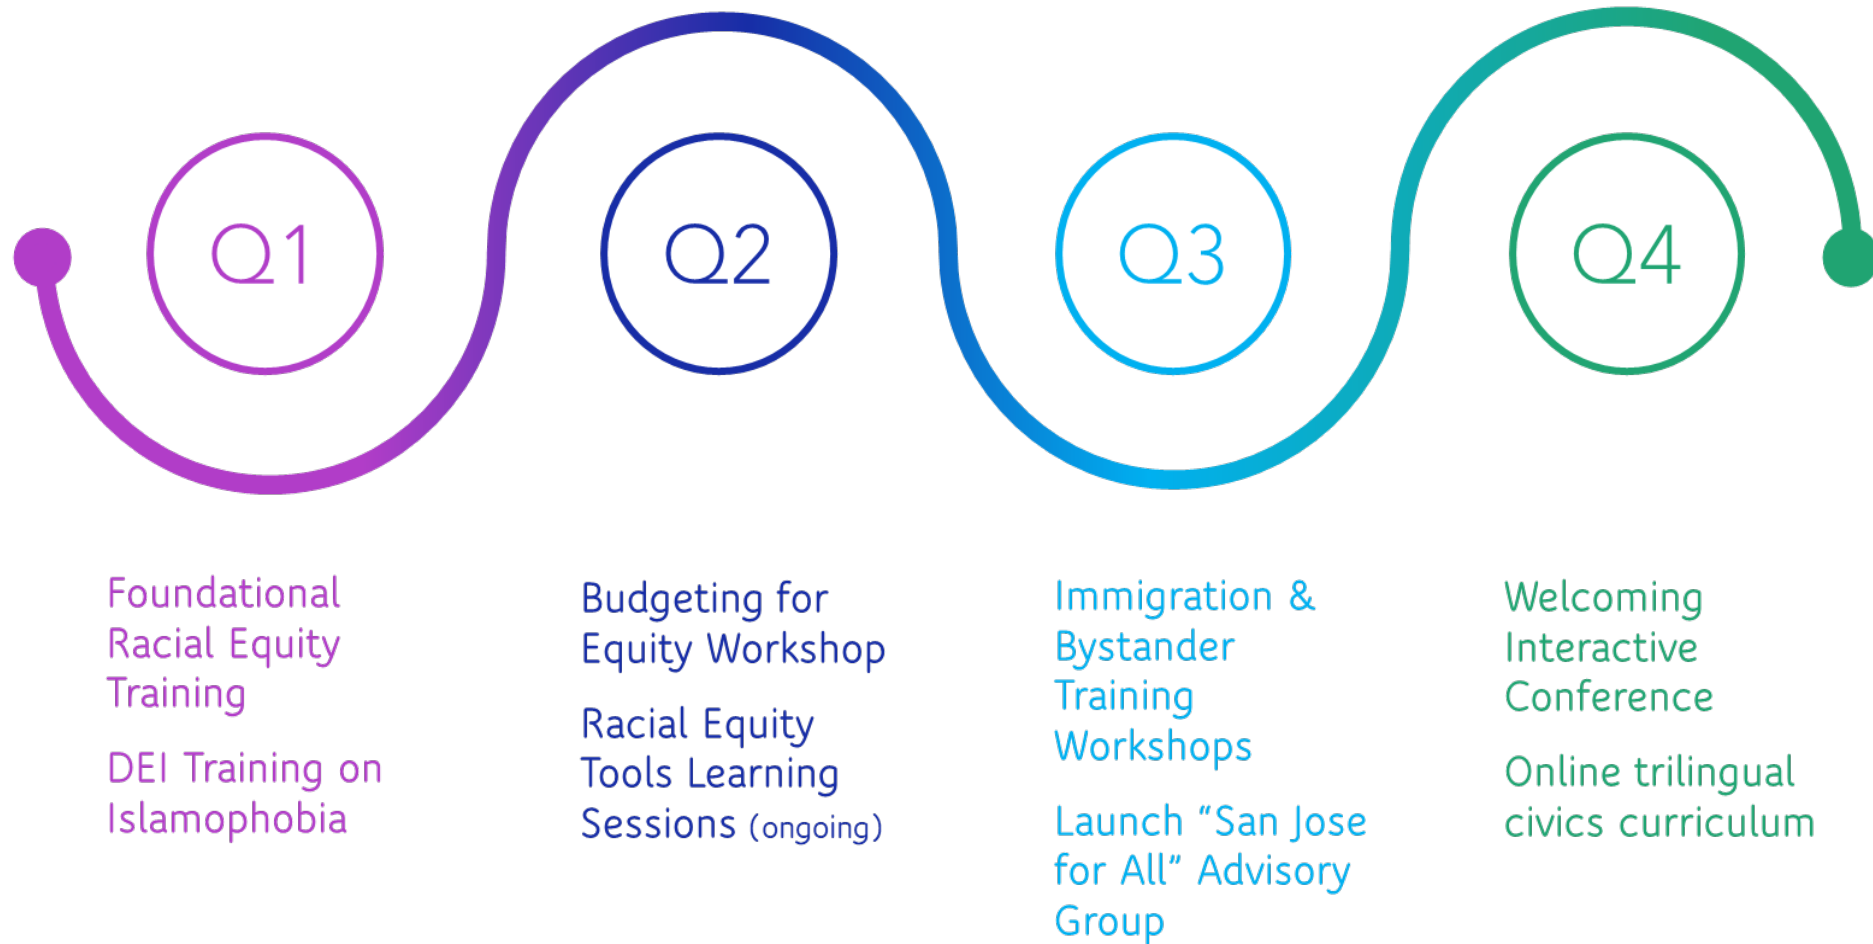 Q1
Foundational
Racial Equity
Training
DEI Training on
Islamophobia
Q2
Budgeting for
Equity Workshop
Racial Equity
Tools Learning
Sessions (ongoing)
Q3
Immigration &
Bystander
Training
Workshops
Launch “San Jose
for All” Advisory
Group
Q4
Welcoming
Interactive
Conference
Online trilingual
civics curriculum